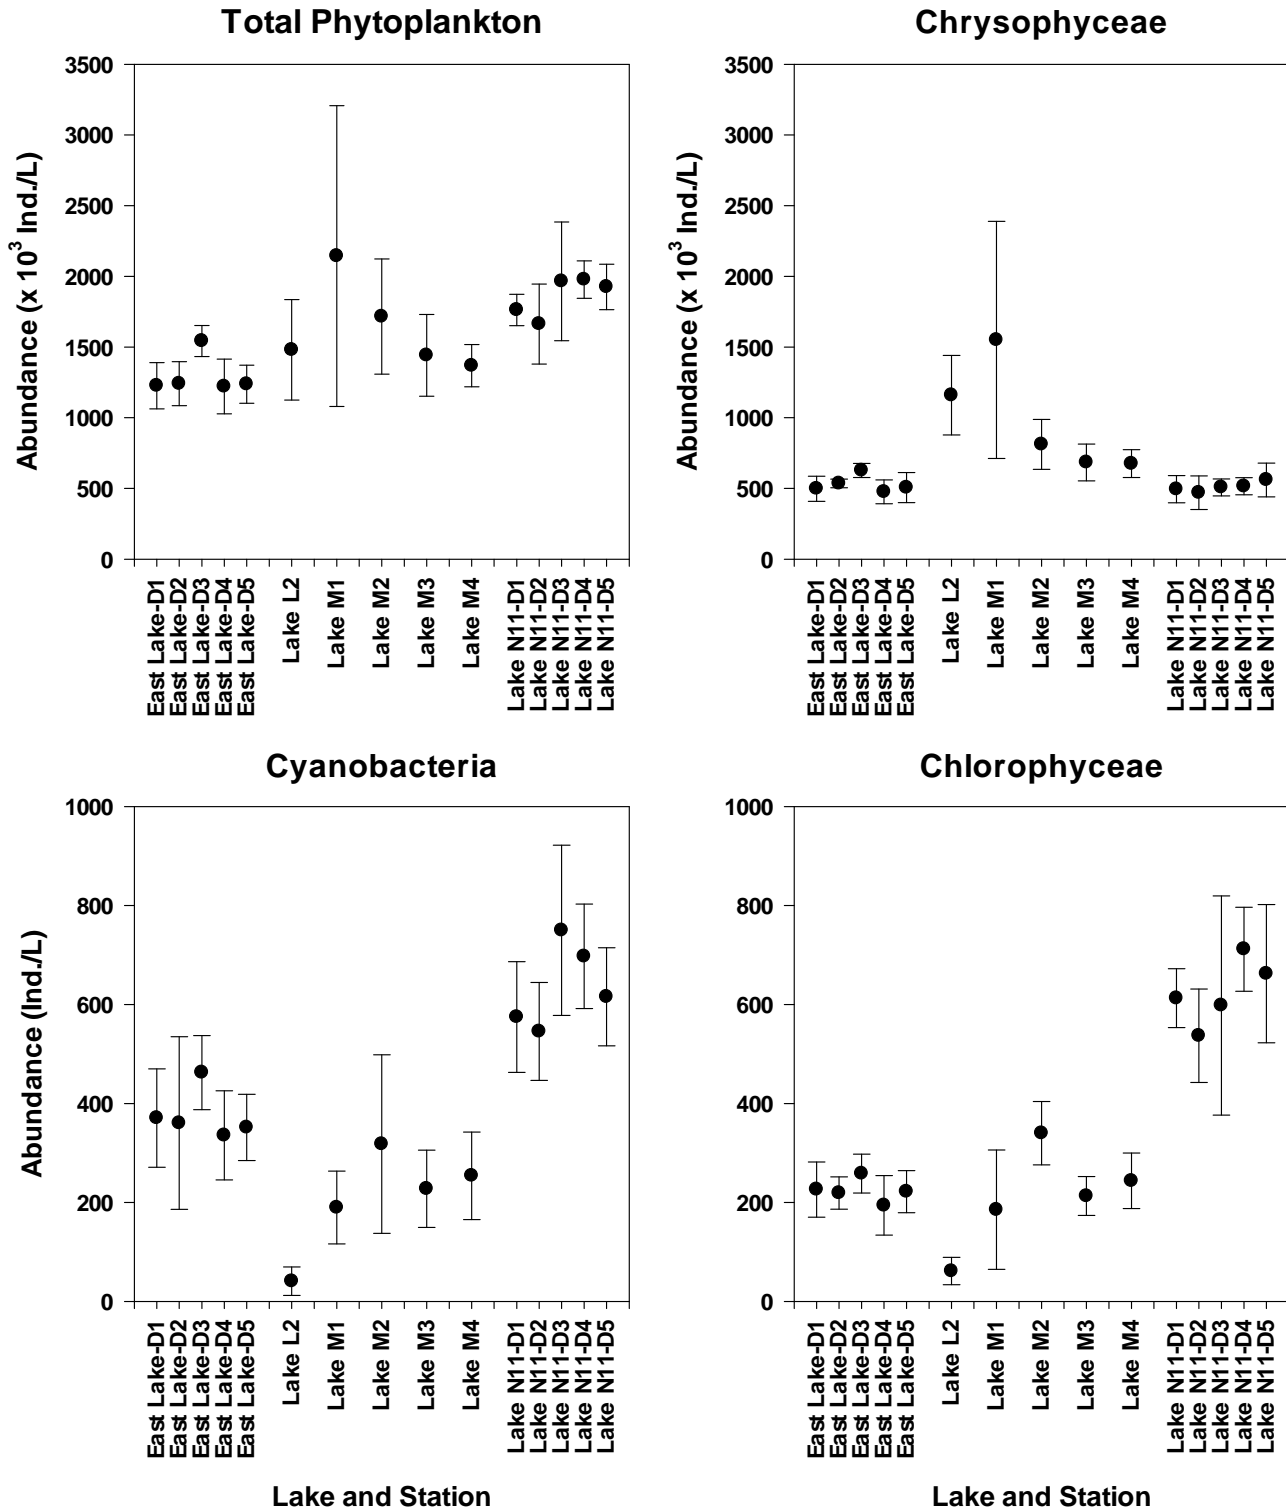 Total Phytoplankton
Abundance (x 10³ Ind./L)
3500
3000
2500
2000
1500
1000
500
0
East Lake-D1
East Lake-D2
East Lake-D3
East Lake-D4
East Lake-D5
Lake L2
Lake M1
Lake M2
Lake M3
Lake M4
Lake N11-D1
Lake N11-D2
Lake N11-D3
Lake N11-D4
Lake N11-D5
Chrysophyceae
Abundance (x 10³ Ind./L)
3500
3000
2500
2000
1500
1000
500
0
East Lake-D1
East Lake-D2
East Lake-D3
East Lake-D4
East Lake-D5
Lake L2
Lake M1
Lake M2
Lake M3
Lake M4
Lake N11-D1
Lake N11-D2
Lake N11-D3
Lake N11-D4
Lake N11-D5
Cyanobacteria
Abundance (Ind./L)
1000
800
600
400
200
0
East Lake-D1
East Lake-D2
East Lake-D3
East Lake-D4
East Lake-D5
Lake L2
Lake M1
Lake M2
Lake M3
Lake M4
Lake N11-D1
Lake N11-D2
Lake N11-D3
Lake N11-D4
Lake N11-D5
Lake and Station
Chlorophyceae
1000
800
600
400
200
0
East Lake-D1
East Lake-D2
East Lake-D3
East Lake-D4
East Lake-D5
Lake L2
Lake M1
Lake M2
Lake M3
Lake M4
Lake N11-D1
Lake N11-D2
Lake N11-D3
Lake N11-D4
Lake N11-D5
Lake and Station